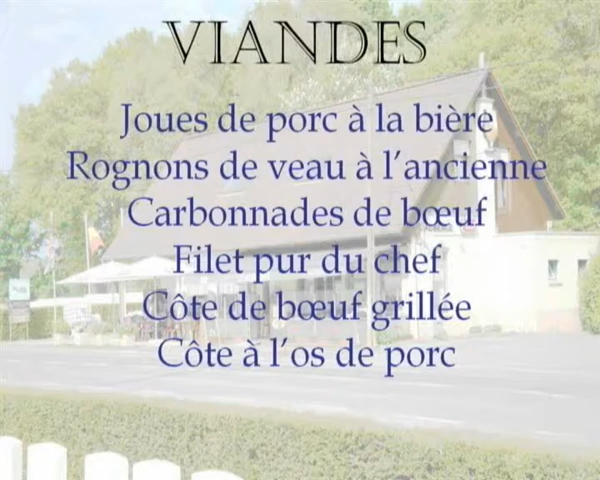 VIANDES
Joues de porc à la bière
Rognons de veau à l'ancienne
Carbonnades de bœuf
Filet pur du chef
Côte de bœuf grillée
Côte à l'os de porc